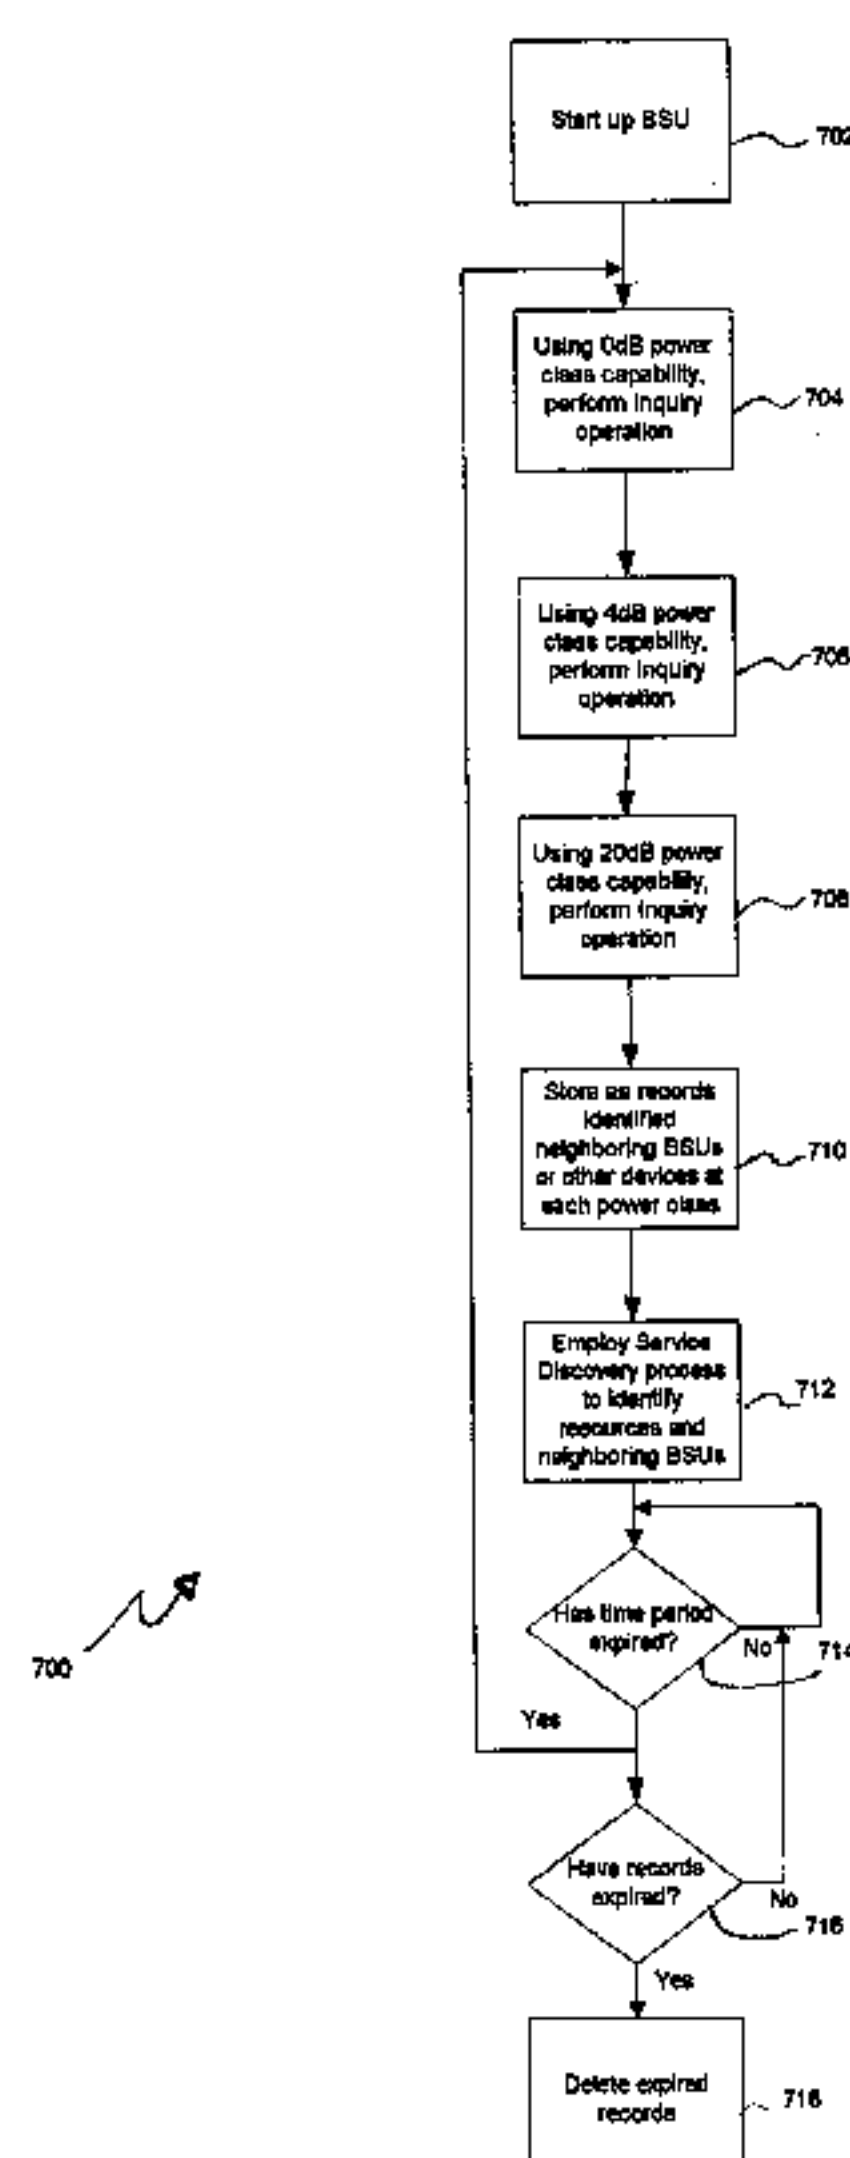 Start up BSU
702
Using 0dB power
class capability,
perform Inquiry
operation
704
Using 4dB power
class capability,
perform Inquiry
operation
706
Using 20dB power
class capability,
perform Inquiry
operation
708
Store as records
identified
neighboring BSUs
or other devices at
each power class
710
Employ Service
Discovery process
to identify
resources and
neighboring BSUs
712
Has time period
expired?
No
714
700
Yes
Have records
expired?
No
716
Yes
Delete expired
records
718